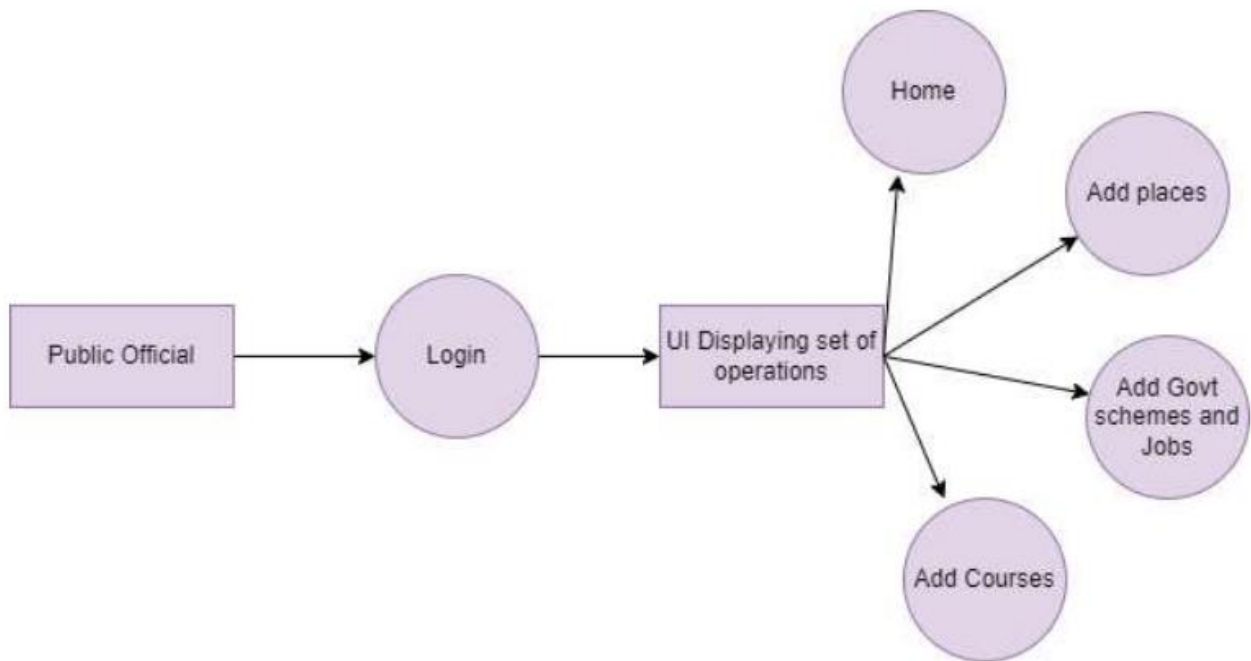 Home
Add places
Public Official
Login
UI Displaying set of
operations
Add Govt
schemes and
Jobs
Add Courses